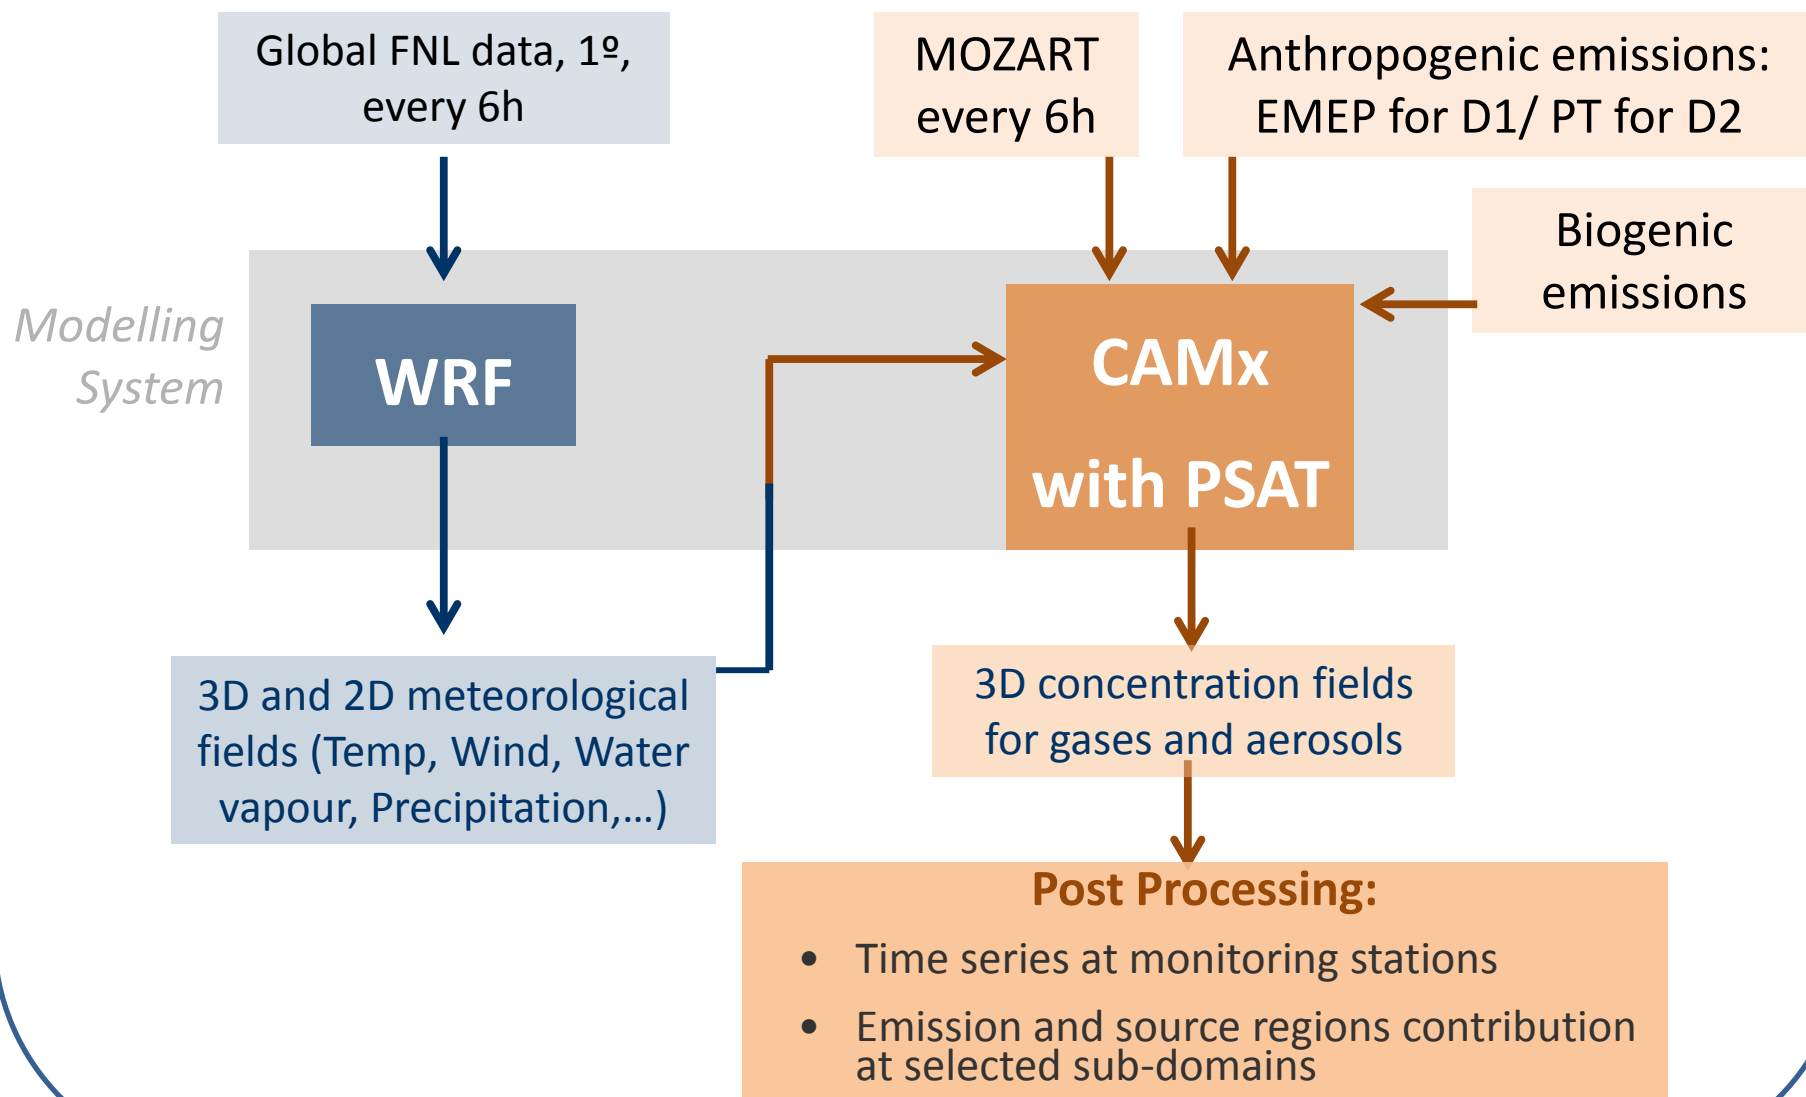 Global FNL data, 1º,
every 6h
MOZART
every 6h
Anthropogenic emissions:
EMEP for D1/ PT for D2
Biogenic
emissions
Modelling
System
WRF
CAMx
with PSAT
3D and 2D meteorological
fields (Temp, Wind, Water
vapour, Precipitation,...)
3D concentration fields
for gases and aerosols
Post Processing:
• Time series at monitoring stations
• Emission and source regions contribution
at selected sub-domains